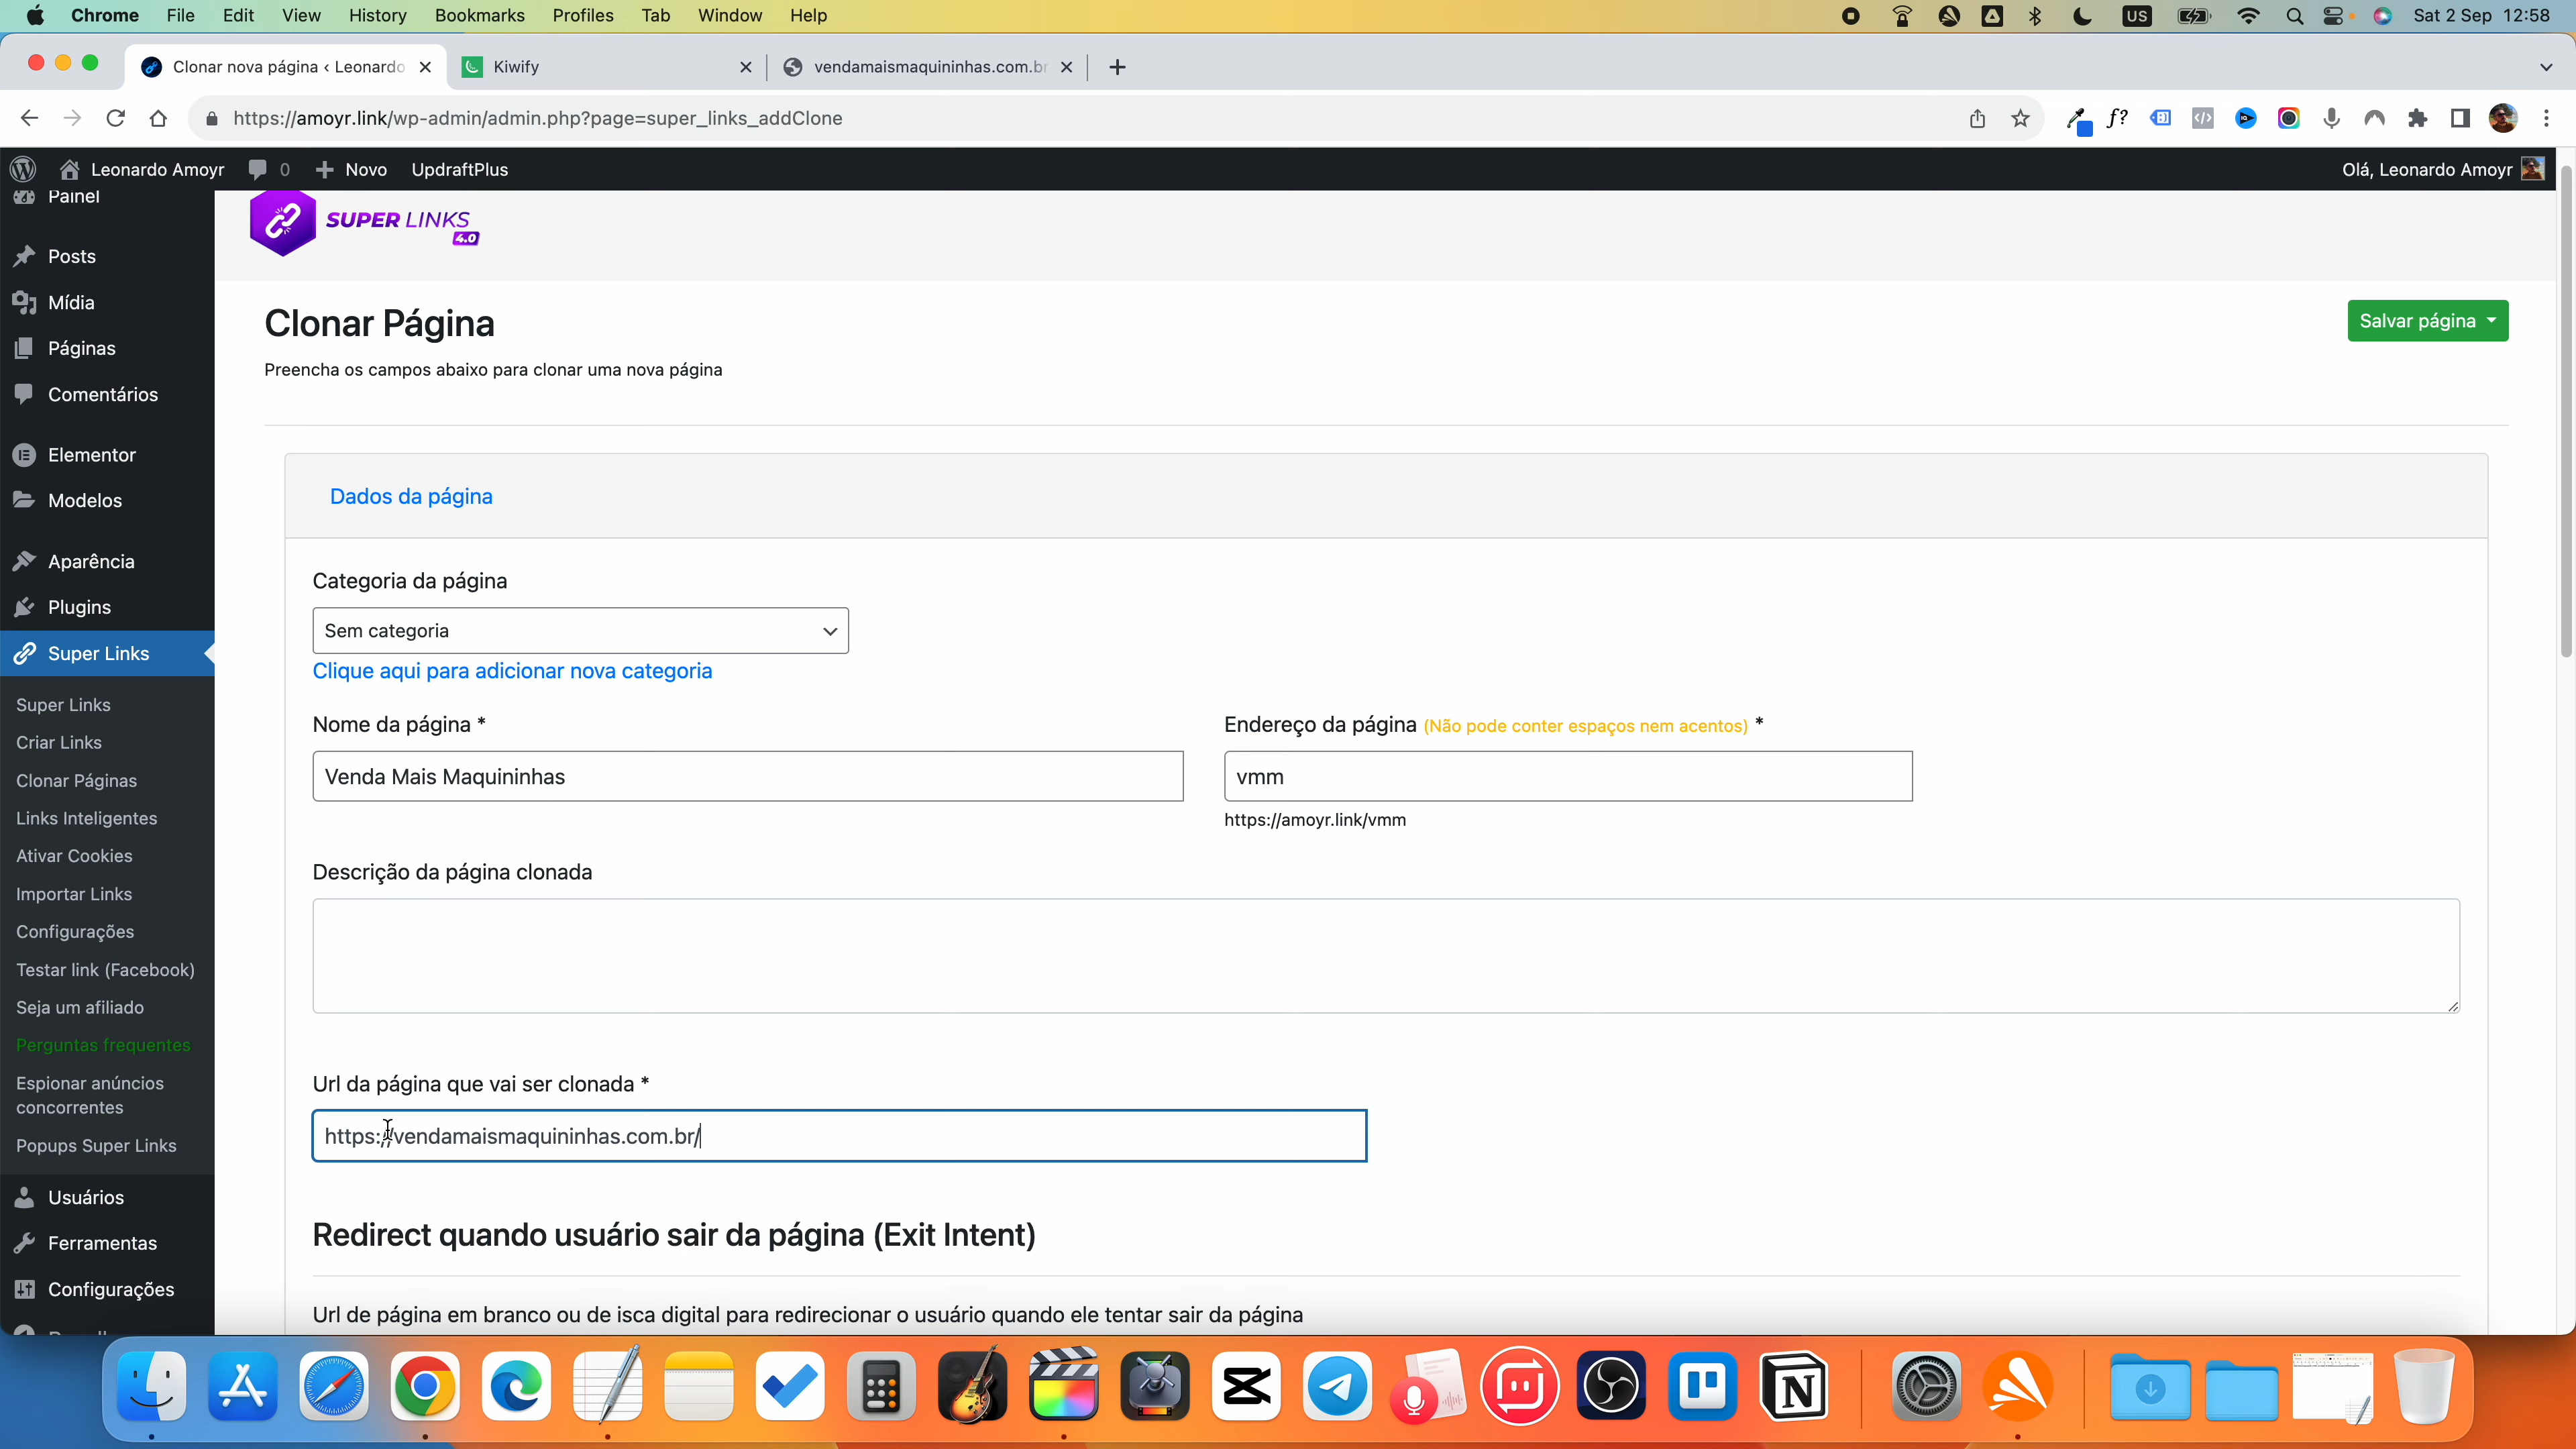 Chrome File Edit View History Bookmarks Profiles Tab Window Help US Sat 2 Sep 12:58
Clonar nova página ‹ Leonardo Kiwify vendamaismaquininhas.com.br
https://amoyr.link/wp-admin/admin.php?page=super_links_addClone
Leonardo Amoyr 0 Novo UpdraftPlus Olá, Leonardo Amoyr
Painel
Posts
Mídia
Páginas
Comentários
Elementor
Modelos
Aparência
Plugins
Super Links
Super Links
Criar Links
Clonar Páginas
Links Inteligentes
Ativar Cookies
Importar Links
Configurações
Testar link (Facebook)
Seja um afiliado
Perguntas frequentes
Espionar anúncios
concorrentes
Popups Super Links
Usuários
Ferramentas
Configurações
SUPER LINKS
4.0
Clonar Página
Salvar página
Preencha os campos abaixo para clonar uma nova página
Dados da página
Categoria da página
Sem categoria
Clique aqui para adicionar nova categoria
Nome da página *
Venda Mais Maquininhas
Endereço da página (Não pode conter espaços nem acentos) *
vmm
https://amoyr.link/vmm
Descrição da página clonada
Url da página que vai ser clonada *
https://vendamaismaquininhas.com.br/
Redirect quando usuário sair da página (Exit Intent)
Url de página em branco ou de isca digital para redirecionar o usuário quando ele tentar sair da página